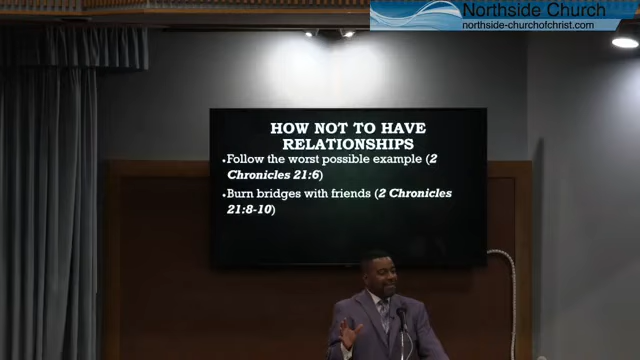 Northside Church
northside-churchofchrist.com
HOW NOT TO HAVE
RELATIONSHIPS
•Follow the worst possible example (2
Chronicles 21:6)
•Burn bridges with friends (2 Chronicles
21:8-10)